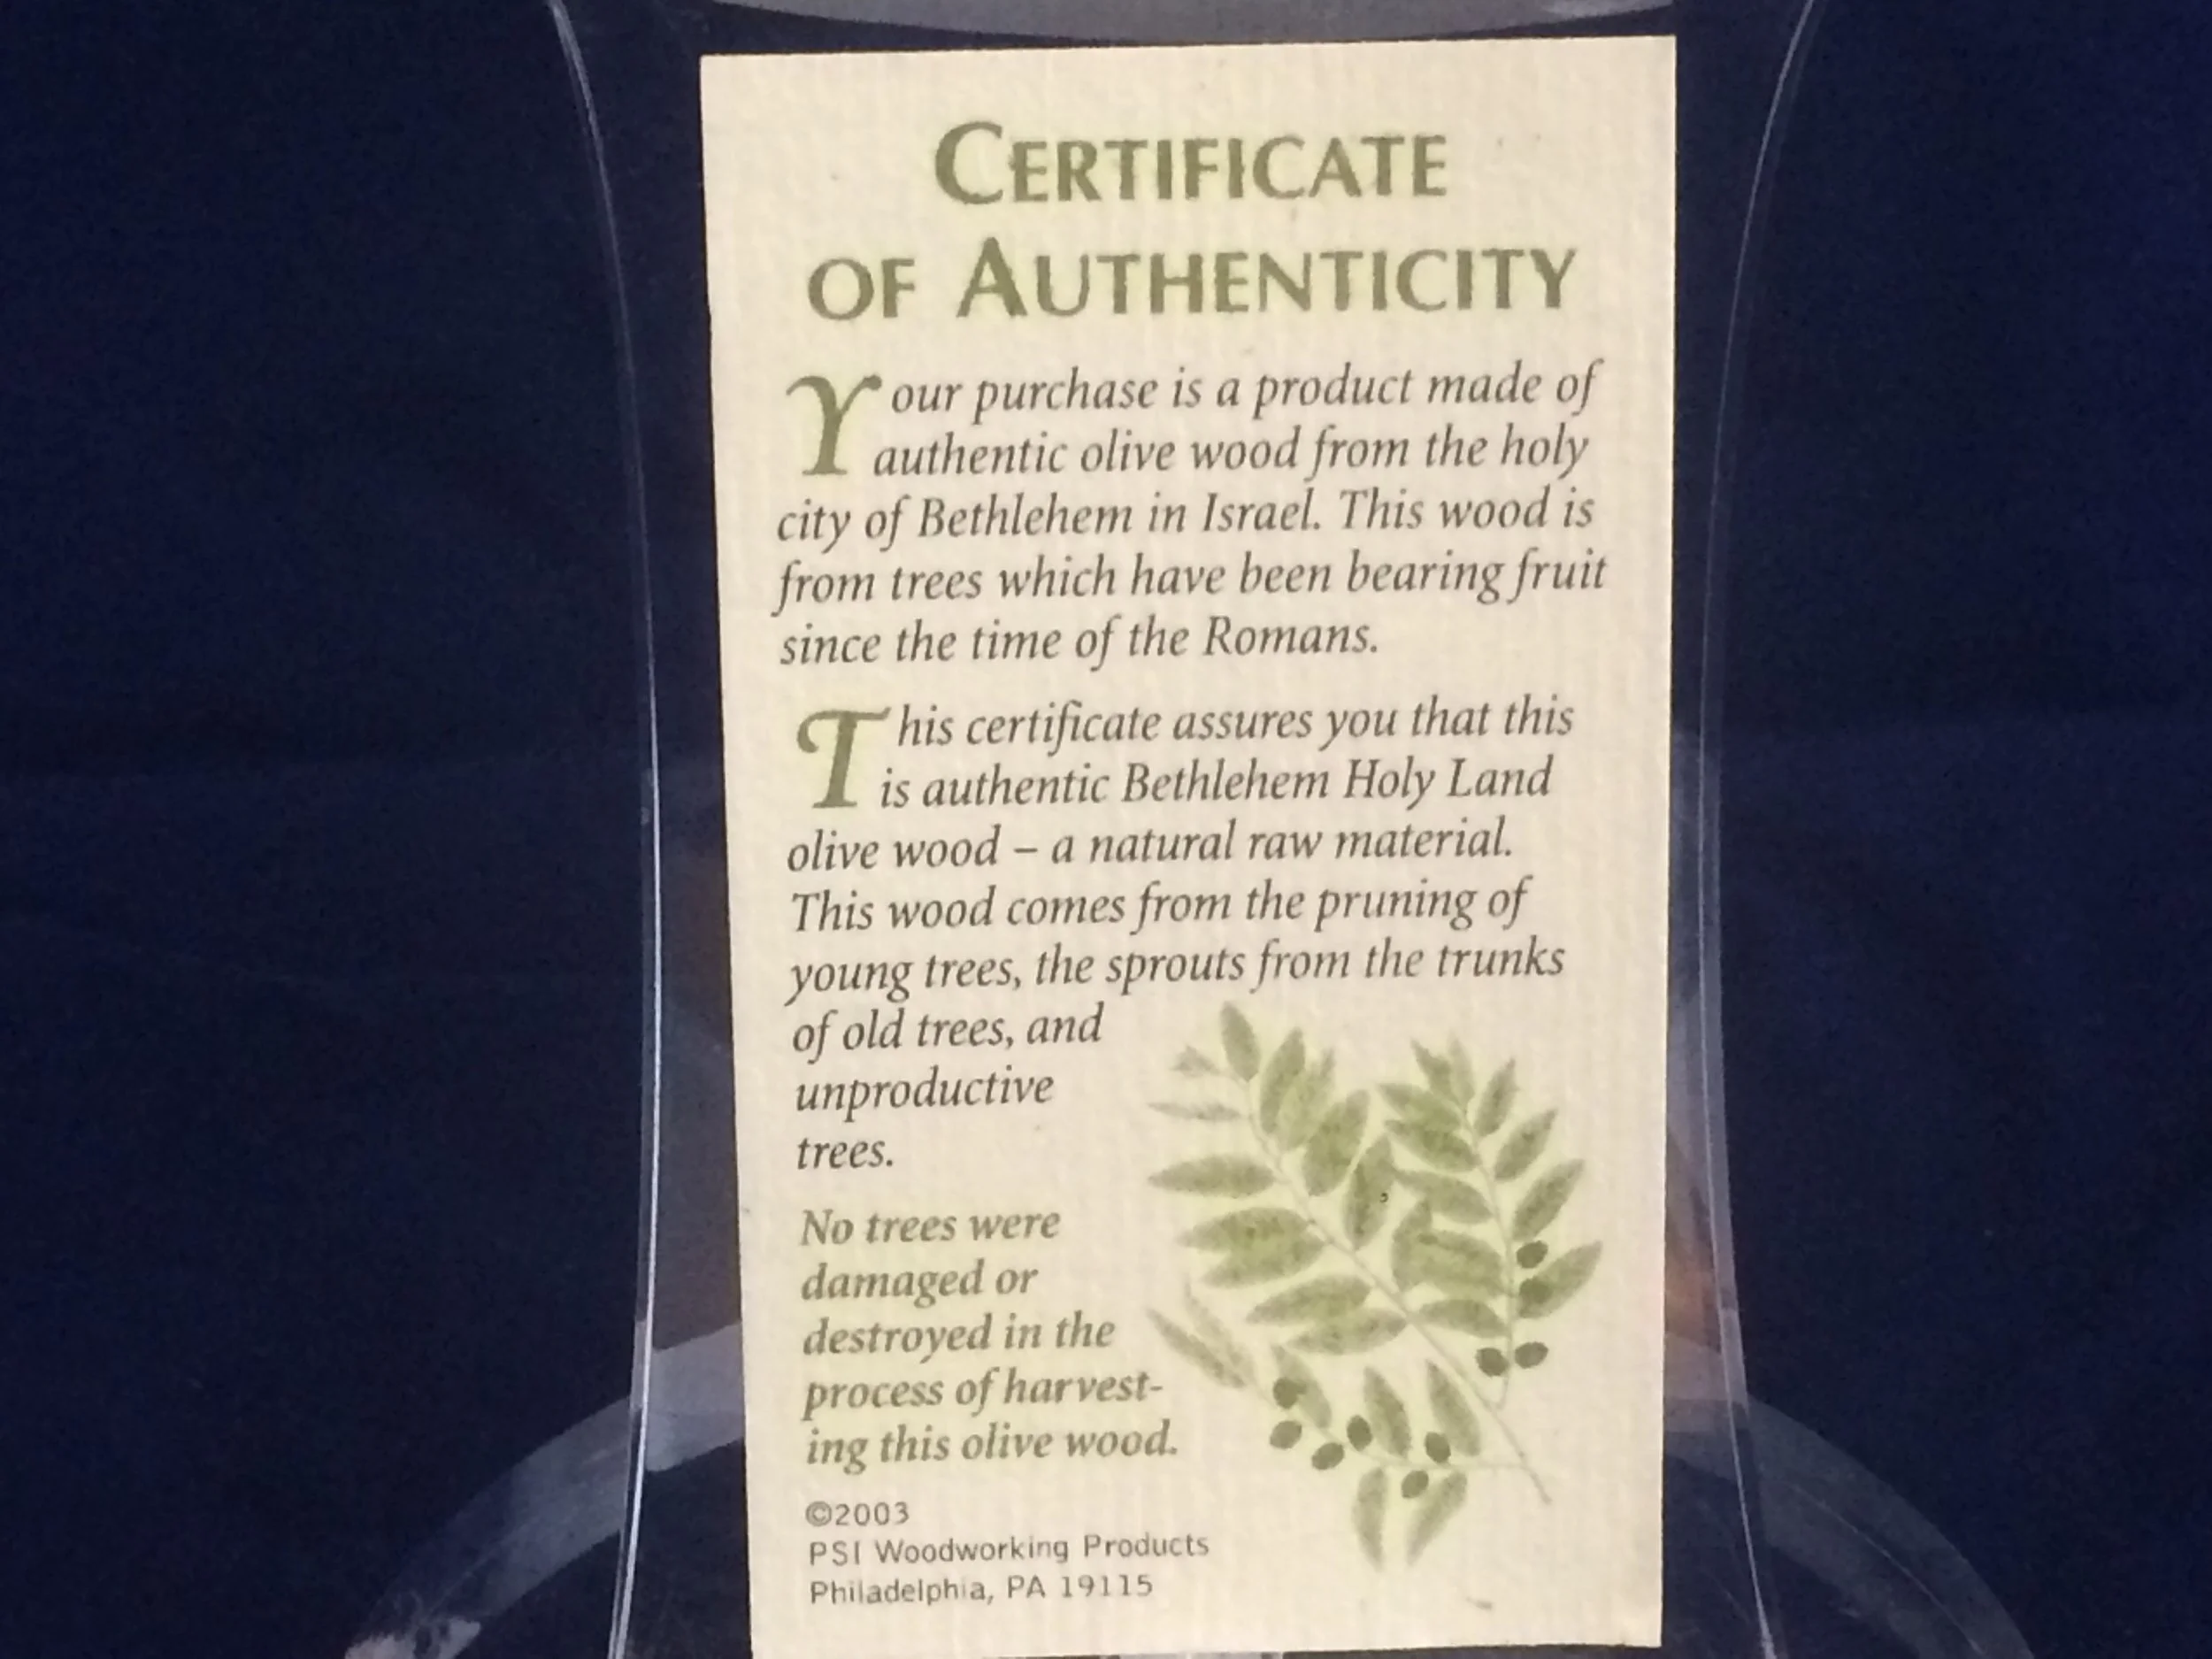 CERTIFICATE
OF AUTHENTICITY
Your purchase is a product made of
authentic olive wood from the holy
city of Bethlehem in Israel. This wood is
from trees which have been bearing fruit
since the time of the Romans.
This certificate assures you that this
is authentic Bethlehem Holy Land
olive wood – a natural raw material.
This wood comes from the pruning of
young trees, the sprouts from the trunks
of old trees, and
unproductive
trees.
No trees were
damaged or
destroyed in the
process of harvest-
ing this olive wood.
©2003
PSI Woodworking Products
Philadelphia, PA 19115